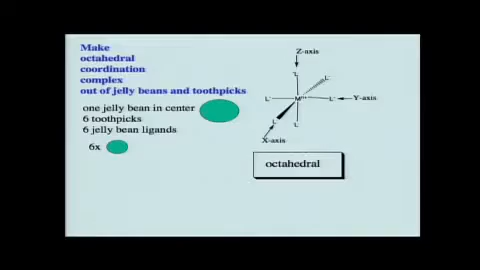 Make
octahedral
coordination
complex
out of jelly beans and toothpicks
one jelly bean in center
6 toothpicks
6 jelly bean ligands
6x
Z-axis
L
L
L M L Y-axis
L
L
X-axis
octahedral